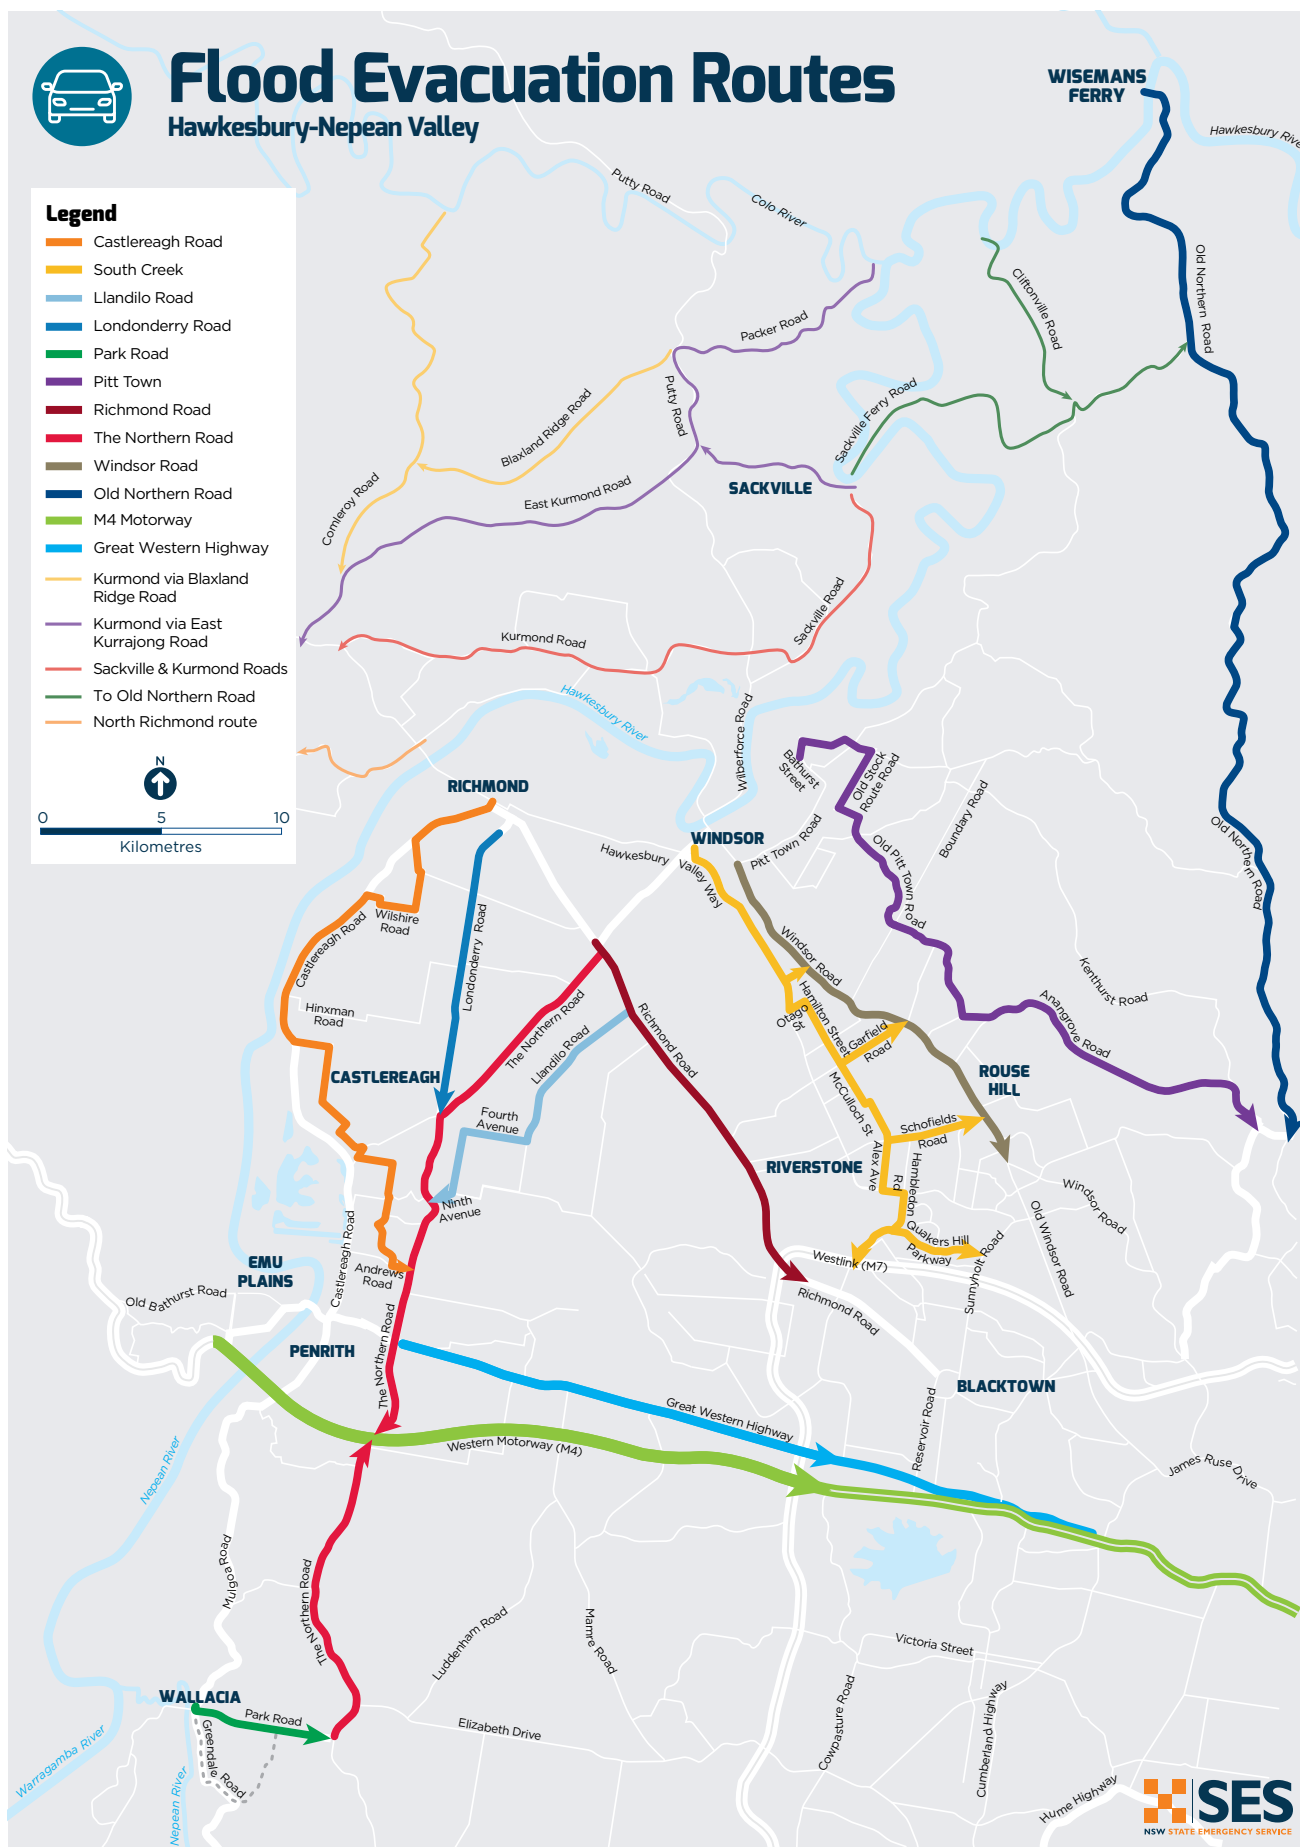 Flood Evacuation Routes
Hawkesbury-Nepean Valley
WISEMANS
FERRY
Hawkesbury Rive
Putty Road
Colo River
Legend
Castlereagh Road
South Creek
Llandilo Road
Londonderry Road
Park Road
Pitt Town
Richmond Road
The Northern Road
Windsor Road
Old Northern Road
M4 Motorway
Great Western Highway
Kurmond via Blaxland
Ridge Road
Kurmond via East
Kurrajong Road
Sackville & Kurmond Roads
To Old Northern Road
North Richmond route
N
0 5 10
Kilometres
Old Northern Road
Cliftonville Road
Packer Road
Putty Road
Blaxland Ridge Road
Sackville Ferry Road
Comleroy Road
East Kurmond Road
SACKVILLE
Sackville Road
Kurmond Road
Hawkesbury River
Wilberforce Road
Bathurst
Street
Old Stock
Route Road
RICHMOND
WINDSOR
Hawkesbury Valley Way
Pitt Town Road
Boundary Road
Old Pitt Town Road
Old Northern Road
Wilshire
Road
Castlereagh Road
Londonderry Road
Windsor Road
Kenthurst Road
Hinxman
Road
The Northern Road
Richmond Road
Hamilton Street
Otago
St
Garfield
Road
Anangrove Road
Llandilo Road
CASTLEREAGH
ROUSE
HILL
McCulloch St
Fourth
Avenue
Schofields
Road
RIVERSTONE
Alex Ave
Hambledon
Rd
Ninth
Avenue
Windsor Road
Old Windsor Road
Castlereagh Road
Quakers Hill
Parkway
Sunnyholt Road
Westlink (M7)
EMU
PLAINS
Andrews
Road
Old Bathurst Road
Richmond Road
PENRITH
The Northern Road
BLACKTOWN
Great Western Highway
Reservoir Road
Western Motorway (M4)
Nepean River
James Ruse Drive
Mulgoa Road
The Northern Road
Luddenham Road
Mamre Road
Victoria Street
WALLACIA
Park Road
Elizabeth Drive
Cowpasture Road
Cumberland Highway
Greendale Road
Warragamba River
Nepean River
Hume Highway
SES
NSW STATE EMERGENCY SERVICE